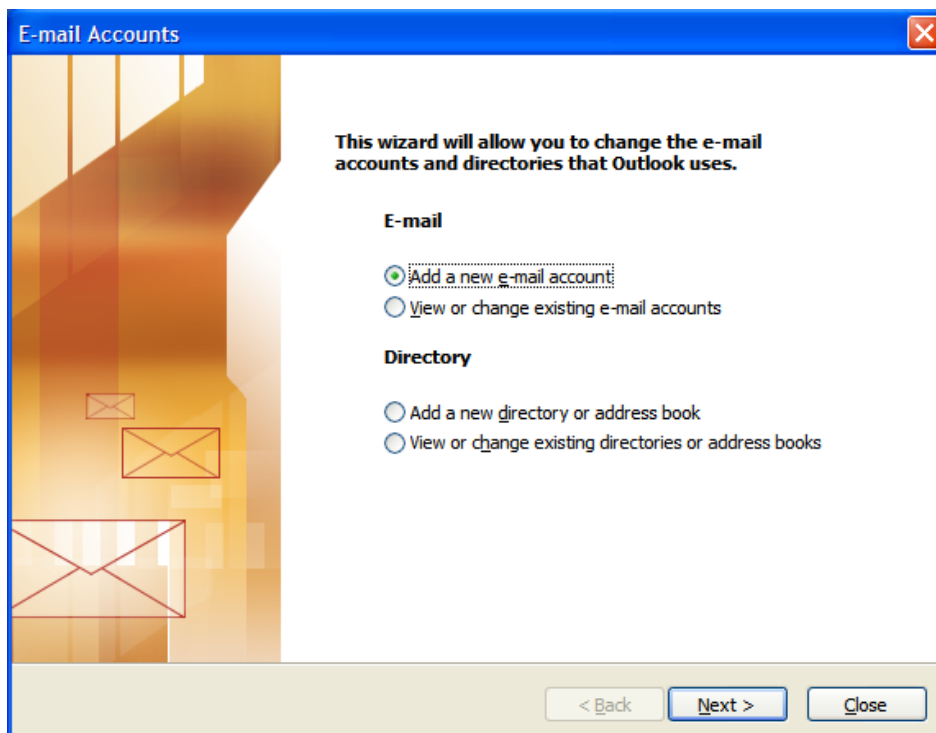 E-mail Accounts
This wizard will allow you to change the e-mail
accounts and directories that Outlook uses.
E-mail
Add a new e-mail account
View or change existing e-mail accounts
Directory
Add a new directory or address book
View or change existing directories or address books
< Back
Next >
Close